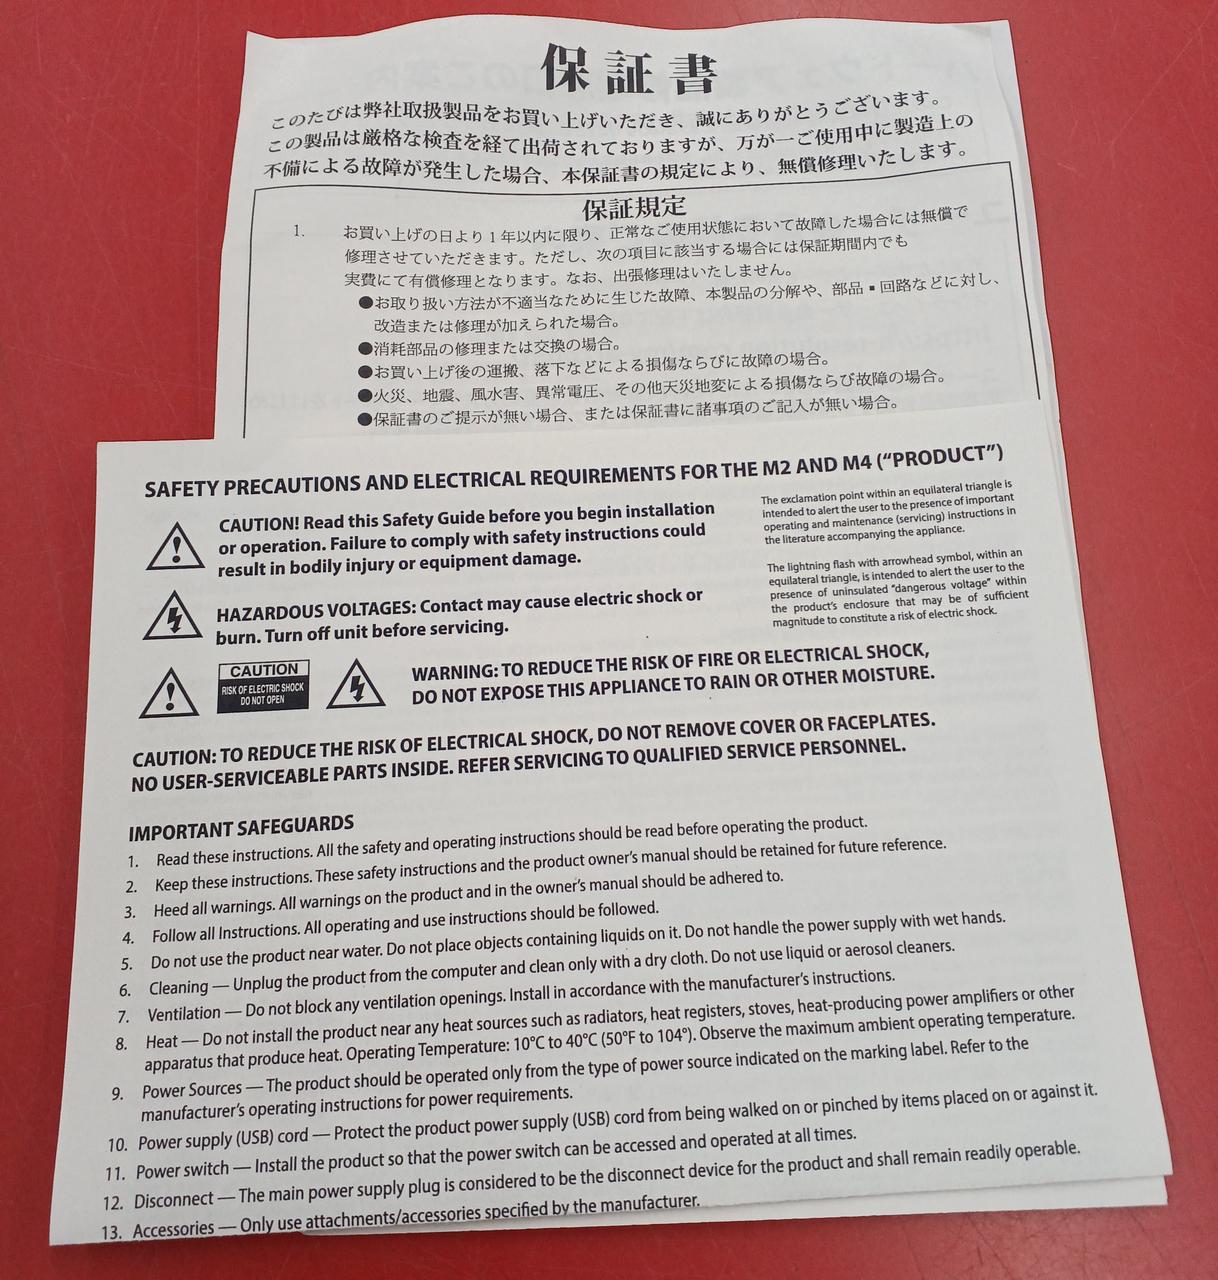 保証書
このたびは弊社取扱製品をお買い上げいただき、誠にありがとうございます。
この製品は厳格な検査を経て出荷されておりますが、万が一ご使用中に製造上の
不備による故障が発生した場合、本保証書の規定により、無償修理いたします。
保証規定
1. お買い上げの日より1年以内に限り、正常なご使用状態において故障した場合には無償で
修理させていただきます。ただし、次の項目に該当する場合には保証期間内でも
実費にて有償修理となります。なお、出張修理はいたしません。
●お取り扱い方法が不適当なために生じた故障、本製品の分解や、部品▪回路などに対し、
改造または修理が加えられた場合。
●消耗部品の修理または交換の場合。
●お買い上げ後の運搬、落下などによる損傷ならびに故障の場合。
●火災、地震、風水害、異常電圧、その他天災地変による損傷ならび故障の場合。
●保証書のご提示が無い場合、または保証書に諸事項のご記入が無い場合。
SAFETY PRECAUTIONS AND ELECTRICAL REQUIREMENTS FOR THE M2 AND M4 (“PRODUCT”)
CAUTION! Read this Safety Guide before you begin installation
or operation. Failure to comply with safety instructions could
result in bodily injury or equipment damage.
The exclamation point within an equilateral triangle is
intended to alert the user to the presence of important
operating and maintenance (servicing) instructions in
the literature accompanying the appliance.
HAZARDOUS VOLTAGES: Contact may cause electric shock or
burn. Turn off unit before servicing.
The lightning flash with arrowhead symbol, within an
equilateral triangle, is intended to alert the user to the
presence of uninsulated “dangerous voltage” within
the product’s enclosure that may be of sufficient
magnitude to constitute a risk of electric shock.
CAUTION
RISK OF ELECTRIC SHOCK
DO NOT OPEN
WARNING: TO REDUCE THE RISK OF FIRE OR ELECTRICAL SHOCK,
DO NOT EXPOSE THIS APPLIANCE TO RAIN OR OTHER MOISTURE.
CAUTION: TO REDUCE THE RISK OF ELECTRICAL SHOCK, DO NOT REMOVE COVER OR FACEPLATES.
NO USER-SERVICEABLE PARTS INSIDE. REFER SERVICING TO QUALIFIED SERVICE PERSONNEL.
IMPORTANT SAFEGUARDS
1. Read these instructions. All the safety and operating instructions should be read before operating the product.
2. Keep these instructions. These safety instructions and the product owner’s manual should be retained for future reference.
3. Heed all warnings. All warnings on the product and in the owner’s manual should be adhered to.
4. Follow all Instructions. All operating and use instructions should be followed.
5. Do not use the product near water. Do not place objects containing liquids on it. Do not handle the power supply with wet hands.
6. Cleaning — Unplug the product from the computer and clean only with a dry cloth. Do not use liquid or aerosol cleaners.
7. Ventilation — Do not block any ventilation openings. Install in accordance with the manufacturer’s instructions.
8. Heat — Do not install the product near any heat sources such as radiators, heat registers, stoves, heat-producing power amplifiers or other
apparatus that produce heat. Operating Temperature: 10°C to 40°C (50°F to 104°). Observe the maximum ambient operating temperature.
9. Power Sources — The product should be operated only from the type of power source indicated on the marking label. Refer to the
manufacturer’s operating instructions for power requirements.
10. Power supply (USB) cord — Protect the product power supply (USB) cord from being walked on or pinched by items placed on or against it.
11. Power switch — Install the product so that the power switch can be accessed and operated at all times.
12. Disconnect — The main power supply plug is considered to be the disconnect device for the product and shall remain readily operable.
13. Accessories — Only use attachments/accessories specified by the manufacturer.